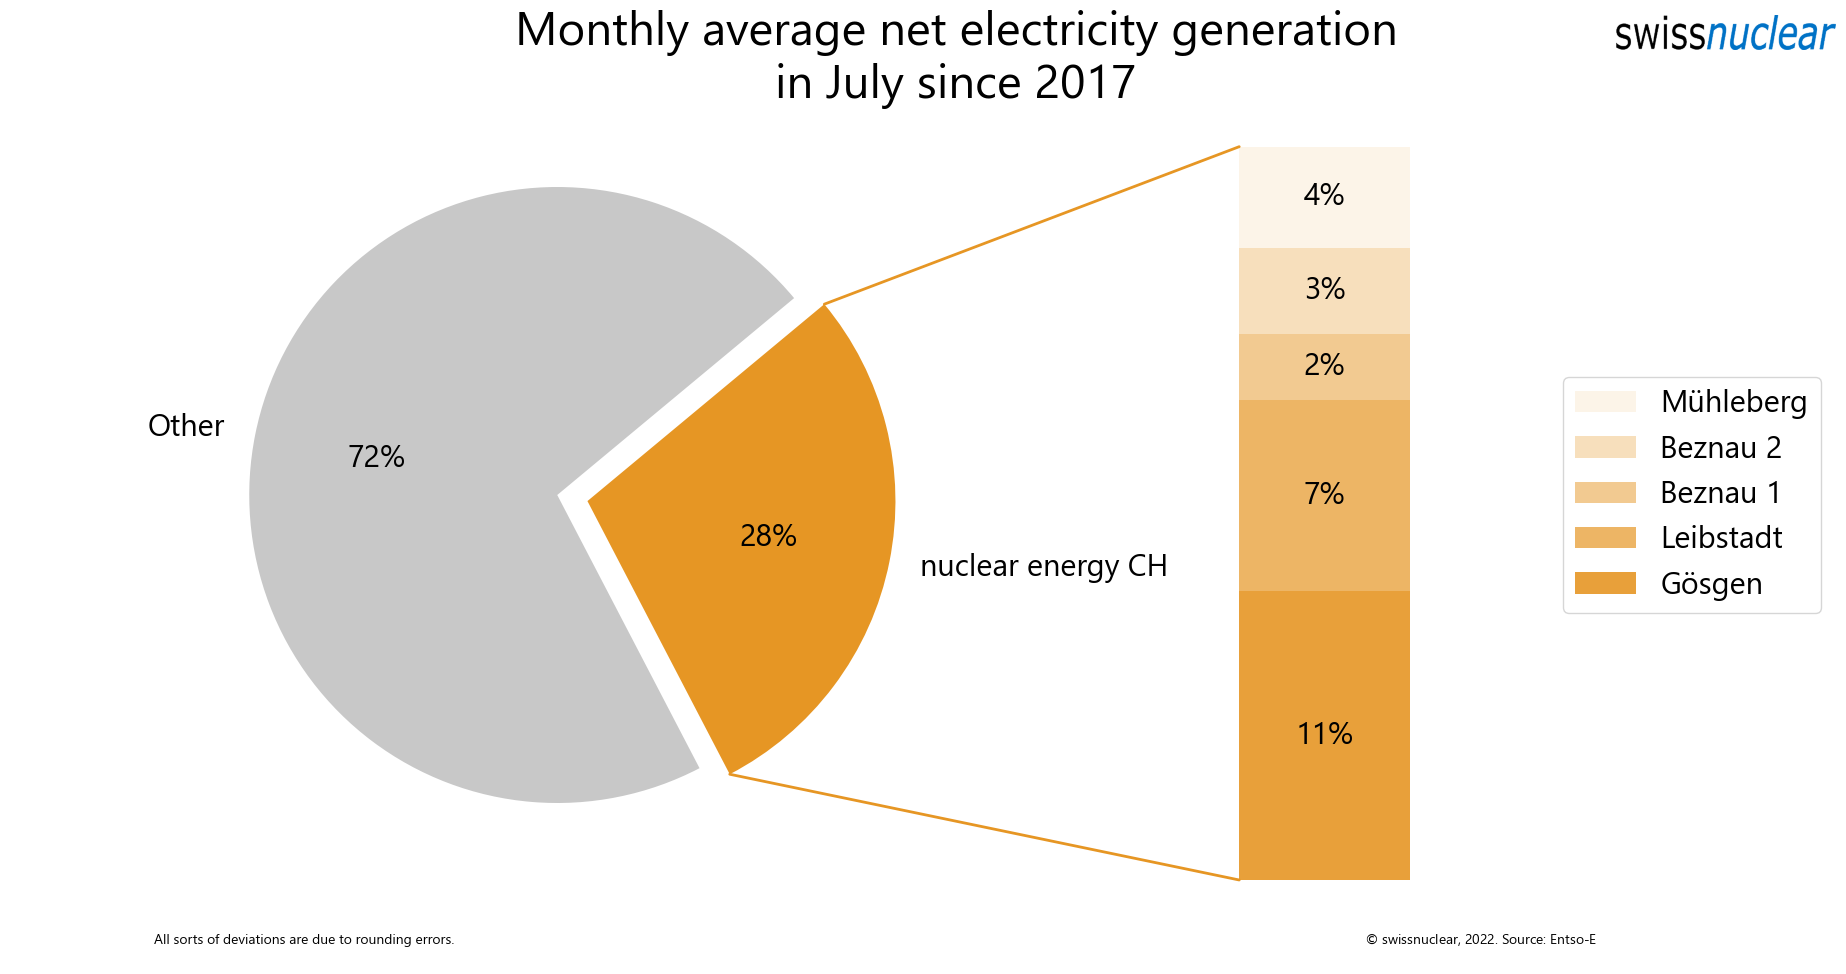 Monthly average net electricity generation
in July since 2017
swissnuclear
Other
72%
28%
nuclear energy CH
4%
3%
2%
7%
11%
Mühleberg
Beznau 2
Beznau 1
Leibstadt
Gösgen
All sorts of deviations are due to rounding errors.
© swissnuclear, 2022. Source: Entso-E